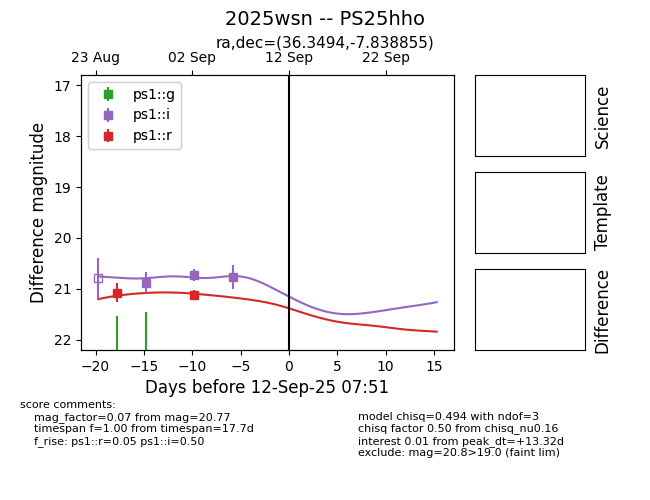 2025wsn -- PS25hho
ra,dec=(36.3494,-7.838855)
23 Aug 02 Sep 12 Sep 22 Sep
17
18
19
20
21
22
Difference magnitude
ps1::g
ps1::i
ps1::r
−20 −15 −10 −5 0 5 10 15
Days before 12-Sep-25 07:51
Science
Template
Difference
score comments:
mag_factor=0.07 from mag=20.77
timespan f=1.00 from timespan=17.7d
f_rise: ps1::r=0.05 ps1::i=0.50
model chisq=0.494 with ndof=3
chisq factor 0.50 from chisq_nu0.16
interest 0.01 from peak_dt=+13.32d
exclude: mag=20.8>19.0 (faint lim)